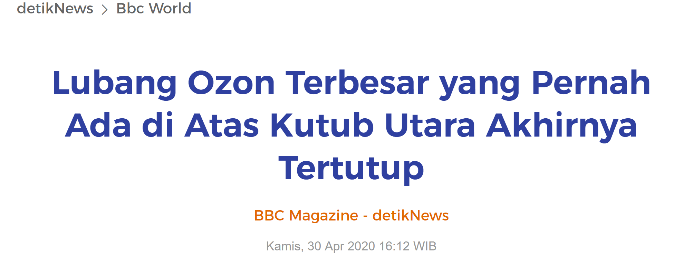 detikNews > Bbc World
Lubang Ozon Terbesar yang Pernah
Ada di Atas Kutub Utara Akhirnya
Tertutup
BBC Magazine - detikNews
Kamis, 30 Apr 2020 16:12 WIB